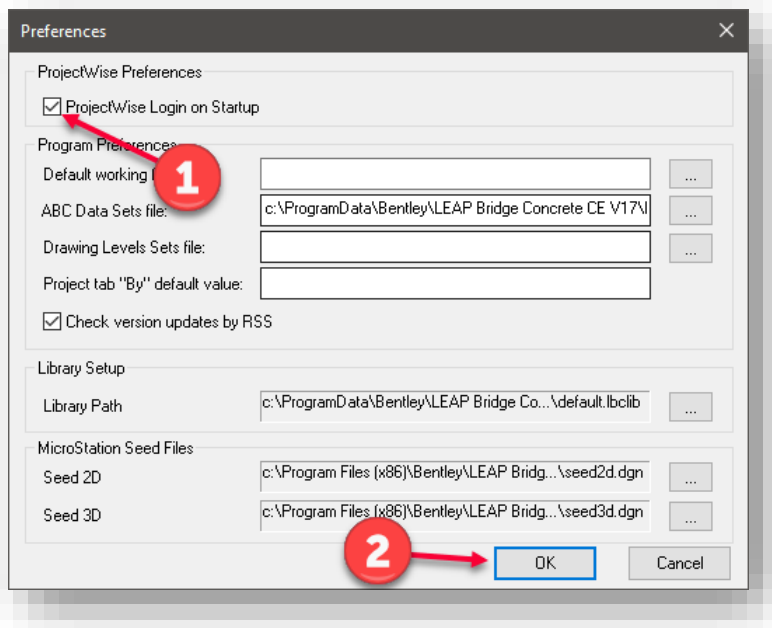 Preferences
ProjectWise Preferences
ProjectWise Login on Startup
1
Program Preferences
Default working
...
ABC Data Sets file:
c:\ProgramData\Bentley\LEAP Bridge Concrete CE V17\
...
Drawing Levels Sets file:
...
Project tab "By" default value:
Check version updates by RSS
Library Setup
Library Path
c:\ProgramData\Bentley\LEAP Bridge Co...\default.lbclib
...
MicroStation Seed Files
Seed 2D
c:\Program Files (x86)\Bentley\LEAP Bridg...\seed2d.dgn
...
Seed 3D
c:\Program Files (x86)\Bentley\LEAP Bridg...\seed3d.dgn
...
2
OK
Cancel